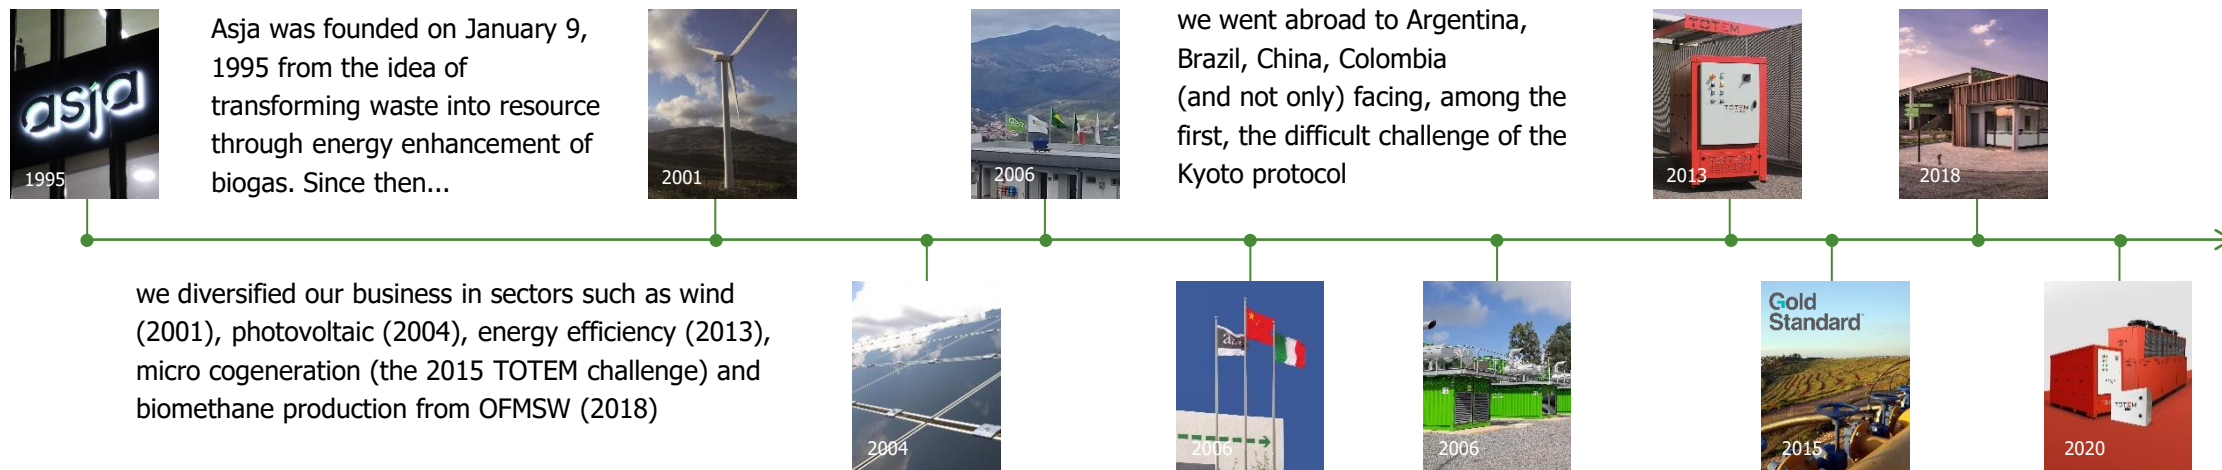 asja
1995
Asja was founded on January 9,
1995 from the idea of
transforming waste into resource
through energy enhancement of
biogas. Since then...
2001
2006
we went abroad to Argentina,
Brazil, China, Colombia
(and not only) facing, among the
first, the difficult challenge of the
Kyoto protocol
TOTEM
TOTEM
TOTEM
2013
2018
we diversified our business in sectors such as wind
(2001), photovoltaic (2004), energy efficiency (2013),
micro cogeneration (the 2015 TOTEM challenge) and
biomethane production from OFMSW (2018)
2004
2006
2006
Gold
Standard
2015
TOTEM
2020